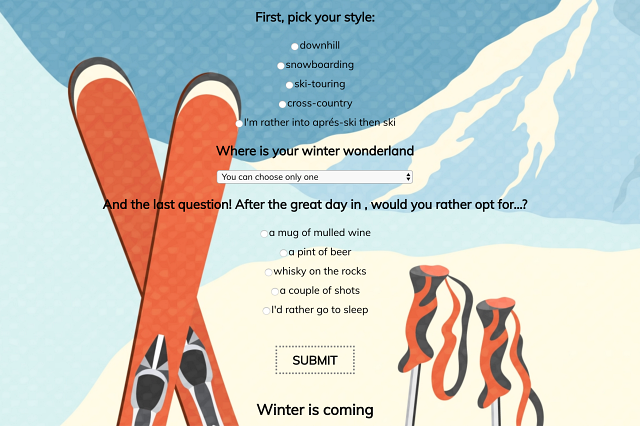 First, pick your style:
downhill
snowboarding
ski-touring
cross-country
I'm rather into aprés-ski then ski
Where is your winter wonderland
You can choose only one
And the last question! After the great day in , would you rather opt for...?
a mug of mulled wine
a pint of beer
whisky on the rocks
a couple of shots
I'd rather go to sleep
SUBMIT
Winter is coming